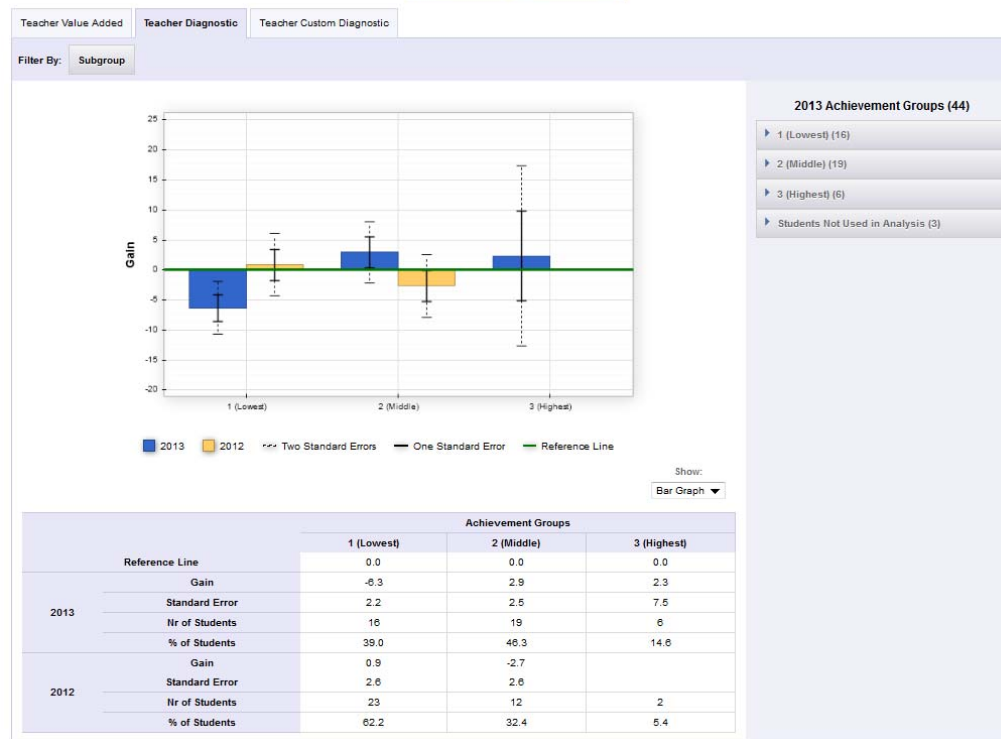 Teacher Value Added Teacher Diagnostic Teacher Custom Diagnostic
Filter By: Subgroup
2013 Achievement Groups (44)
1 (Lowest) (16)
2 (Middle) (19)
3 (Highest) (6)
Students Not Used in Analysis (3)
Gain
25
20
15
10
5
0
-5
-10
-15
-20
1 (Lowest) 2 (Middle) 3 (Highest)
2013 2012 Two Standard Errors One Standard Error Reference Line
Show:
Bar Graph
Achievement Groups
1 (Lowest) 2 (Middle) 3 (Highest)
Reference Line 0.0 0.0 0.0
2013
Gain -6.3 2.9 2.3
Standard Error 2.2 2.5 7.5
Nr of Students 16 19 6
% of Students 39.0 46.3 14.6
2012
Gain 0.9 -2.7
Standard Error 2.6 2.6
Nr of Students 23 12 2
% of Students 62.2 32.4 5.4